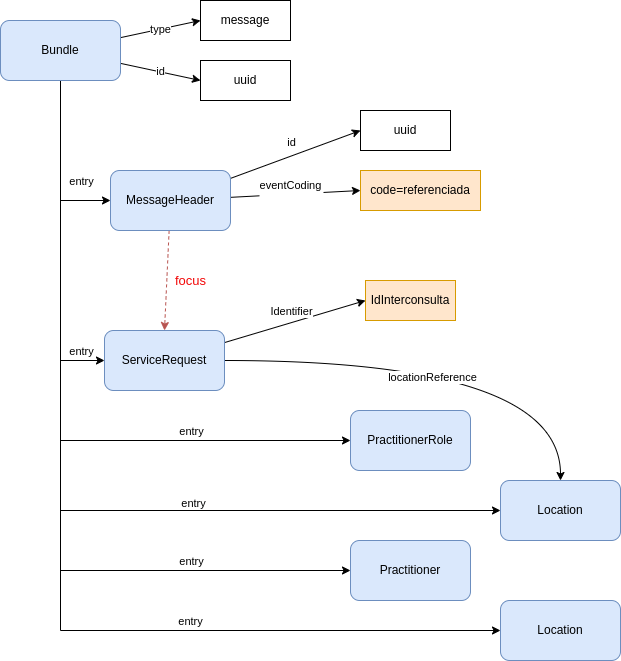 message
type
Bundle
id
uuid
uuid
id
entry
eventCoding
code=referenciada
MessageHeader
focus
Identifier
IdInterconsulta
entry
ServiceRequest
locationReference
entry
PractitionerRole
entry
Location
entry
Practitioner
entry
Location